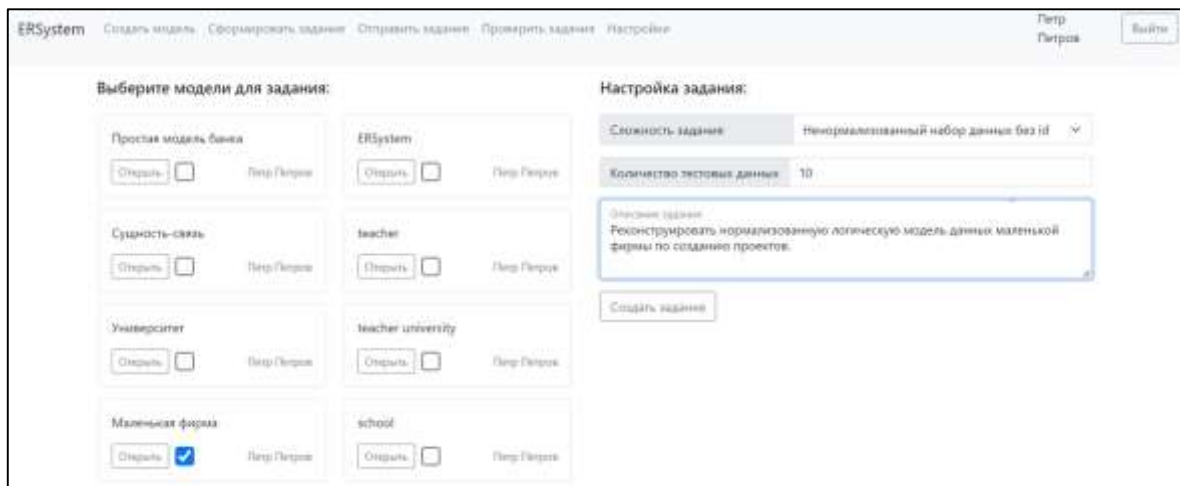 ERSystem Создать модель Сформировать задание Отправить задание Проверить задания Настройки
Петр
Петров
Выйти
Выберите модели для задания:
Простая модель банка
Открыть Петр Петров
ERSystem
Открыть Петр Петров
Сущность-связь
Открыть Петр Петров
teacher
Открыть Петр Петров
Университет
Открыть Петр Петров
teacher university
Открыть Петр Петров
Маленькая фирма
Открыть Петр Петров
school
Открыть Петр Петров
Настройка задания:
Сложность задания Ненормализованный набор данных без id
Количество тестовых данных 10
Описание задания
Реконструировать нормализованную логическую модель данных маленькой
фирмы по созданию проектов.
Создать задание